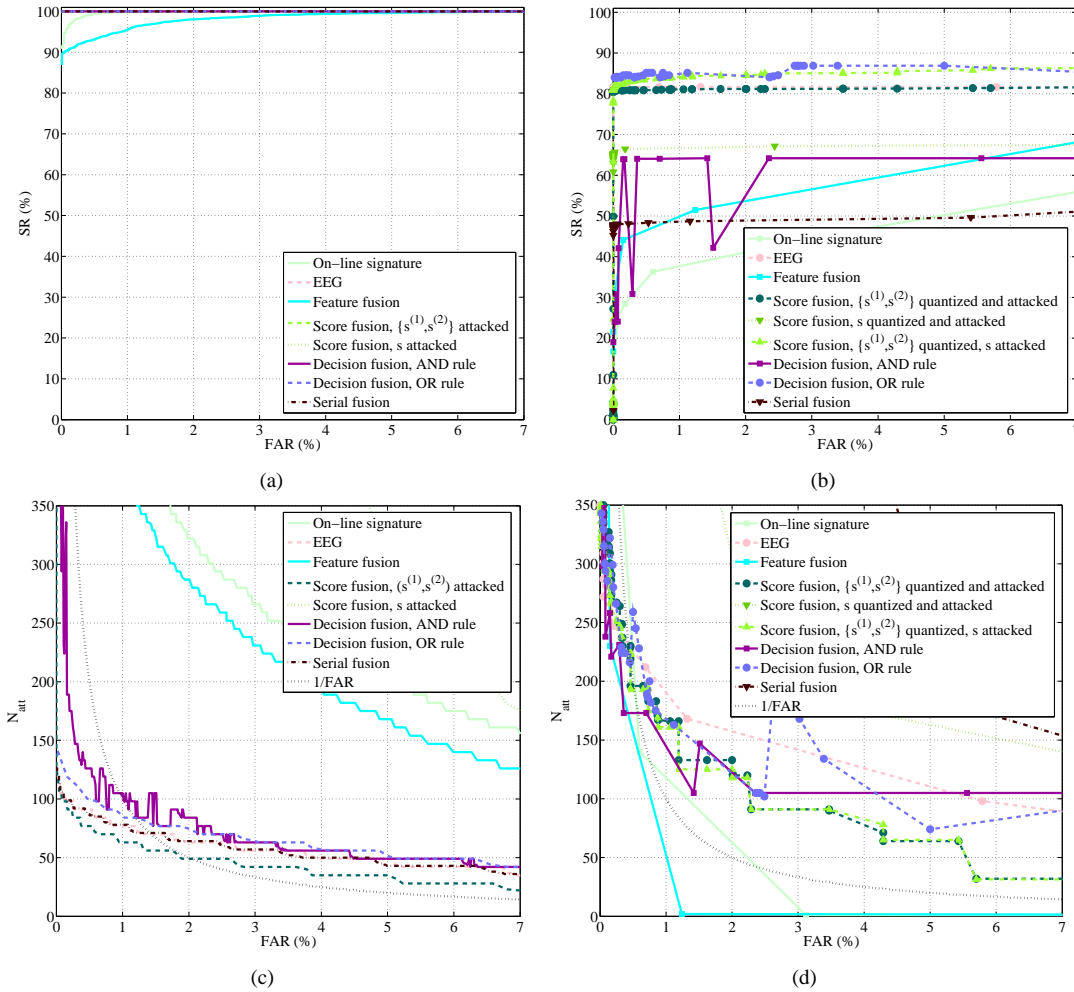 100
90
80
70
60
50
40
30
20
10
0
SR (%)
0 1 2 3 4 5 6 7
FAR (%)
On−line signature
EEG
Feature fusion
Score fusion, {s(1),s(2)} attacked
Score fusion, s attacked
Decision fusion, AND rule
Decision fusion, OR rule
Serial fusion
(a)
100
90
80
70
60
50
40
30
20
10
0
SR (%)
0 1 2 3 4 5 6 7
FAR (%)
On−line signature
EEG
Feature fusion
Score fusion, {s(1),s(2)} quantized and attacked
Score fusion, s quantized and attacked
Score fusion, {s(1),s(2)} quantized, s attacked
Decision fusion, AND rule
Decision fusion, OR rule
Serial fusion
(b)
350
300
250
200
150
100
50
0
Natt
0 1 2 3 4 5 6 7
FAR (%)
On−line signature
EEG
Feature fusion
Score fusion, (s(1),s(2)) attacked
Score fusion, s attacked
Decision fusion, AND rule
Decision fusion, OR rule
Serial fusion
1/FAR
(c)
350
300
250
200
150
100
50
0
Natt
0 1 2 3 4 5 6 7
FAR (%)
On−line signature
EEG
Feature fusion
Score fusion, {s(1),s(2)} quantized and attacked
Score fusion, s quantized and attacked
Score fusion, {s(1),s(2)} quantized, s attacked
Decision fusion, AND rule
Decision fusion, OR rule
Serial fusion
1/FAR
(d)